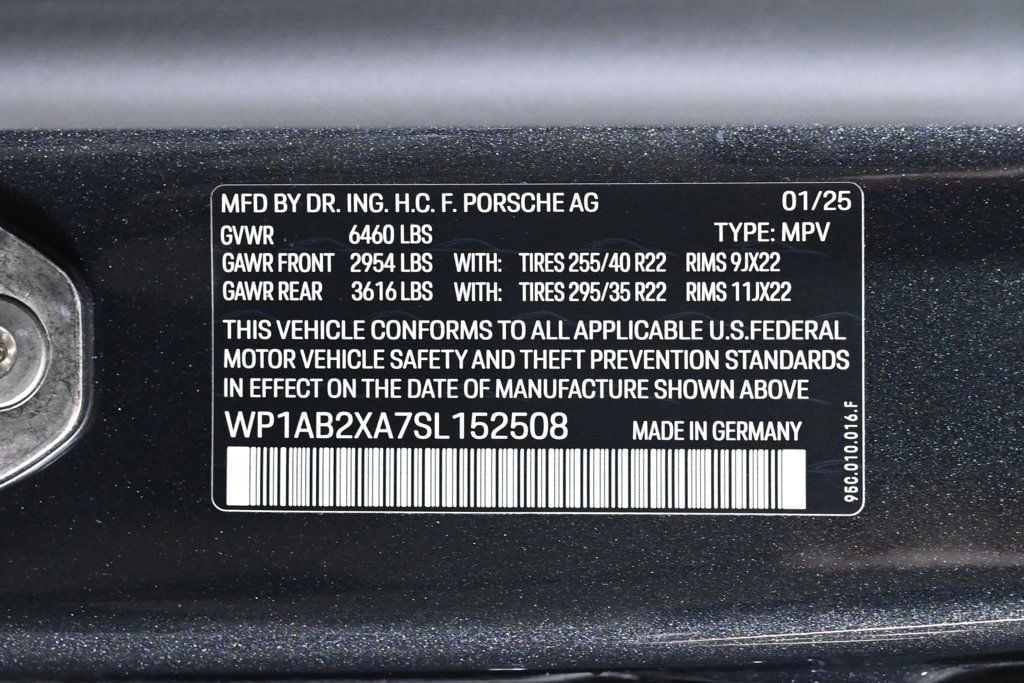 MFD BY DR. ING. H.C. F. PORSCHE AG 01/25
GVWR 6460 LBS TYPE: MPV
GAWR FRONT 2954 LBS WITH: TIRES 255/40 R22 RIMS 9JX22
GAWR REAR 3616 LBS WITH: TIRES 295/35 R22 RIMS 11JX22
THIS VEHICLE CONFORMS TO ALL APPLICABLE U.S.FEDERAL
MOTOR VEHICLE SAFETY AND THEFT PREVENTION STANDARDS
IN EFFECT ON THE DATE OF MANUFACTURE SHOWN ABOVE
WP1AB2XA7SL152508 MADE IN GERMANY
95C.010.016.F